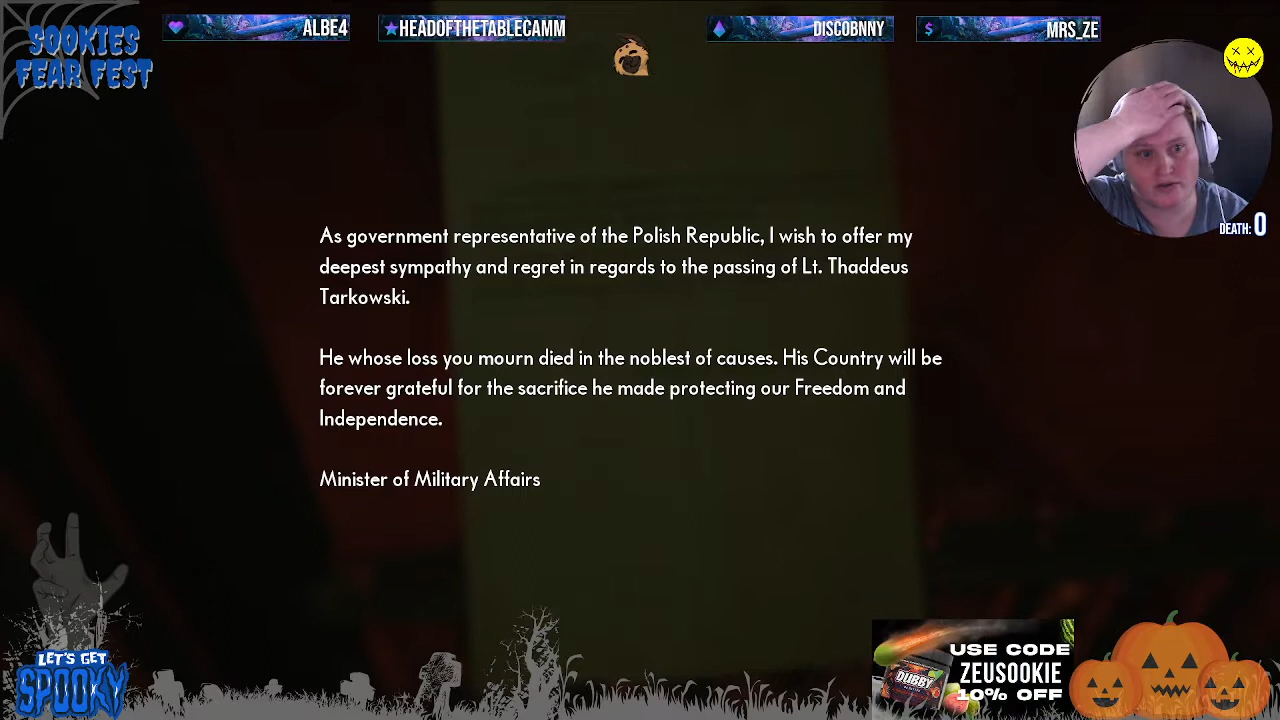 SOOKIES
FEAR FEST
ALBE4
HEADOFTHETABLECAMM
DISCOBNNY
$ MRS_ZE
DEATH: 0
As government representative of the Polish Republic, I wish to offer my
deepest sympathy and regret in regards to the passing of Lt. Thaddeus
Tarkowski.
He whose loss you mourn died in the noblest of causes. His Country will be
forever grateful for the sacrifice he made protecting our Freedom and
Independence.
Minister of Military Affairs
LET'S GET
SPOOKY
USE CODE
ZEUSOOKIE
10% OFF
DUBBY